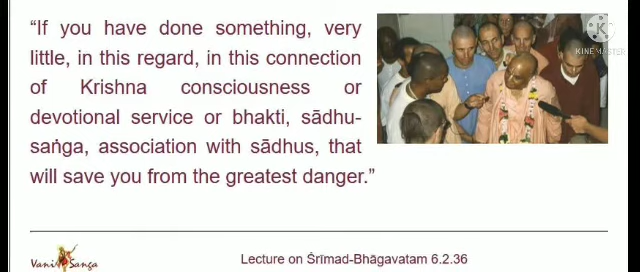 “If you have done something, very
little, in this regard, in this connection
of Krishna consciousness or
devotional service or bhakti, sādhu-
saṅga, association with sādhus, that
will save you from the greatest danger.”
KINEMASTER
Vani Sanga
Lecture on Śrīmad-Bhāgavatam 6.2.36